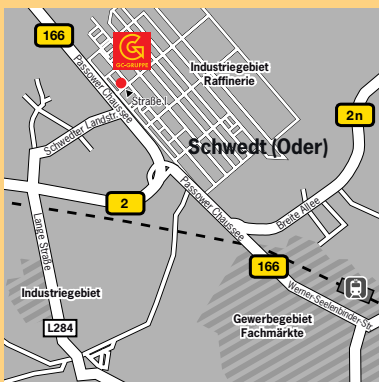 166
G
GC-GRUPPE
Industriegebiet
Raffinerie
Straße I
Passower Chaussee
2n
Schwedter Landstr.
Schwedt (Oder)
2
Passower Chaussee
Breite Allee
Lange Straße
166
Industriegebiet
Werner-Seelenbinder-Str.
L284
Gewerbegebiet
Fachmärkte